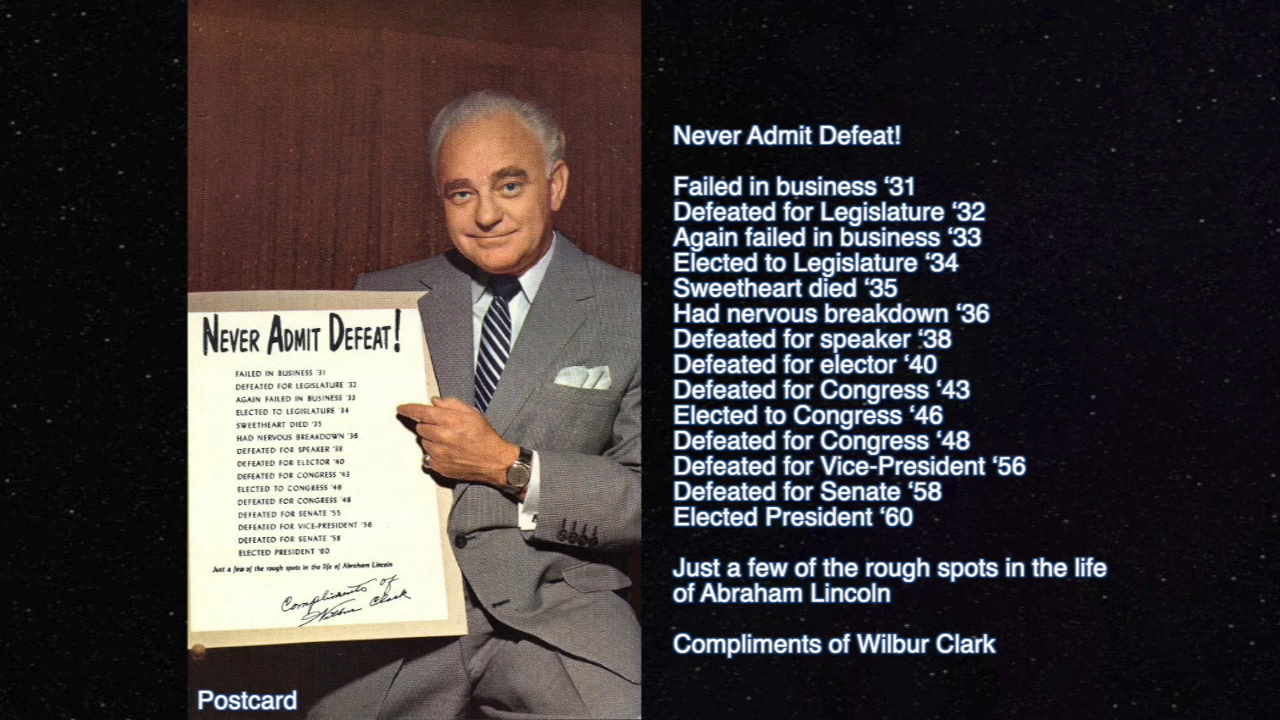 NEVER ADMIT DEFEAT!
FAILED IN BUSINESS '31
DEFEATED FOR LEGISLATURE '32
AGAIN FAILED IN BUSINESS '33
ELECTED TO LEGISLATURE '34
SWEETHEART DIED '35
HAD NERVOUS BREAKDOWN '36
DEFEATED FOR SPEAKER '38
DEFEATED FOR ELECTOR '40
DEFEATED FOR CONGRESS '43
ELECTED TO CONGRESS '46
DEFEATED FOR CONGRESS '48
DEFEATED FOR SENATE '55
DEFEATED FOR VICE-PRESIDENT '56
DEFEATED FOR SENATE '58
ELECTED PRESIDENT '60
Just a few of the rough spots in the life of Abraham Lincoln
Compliments of
Wilbur Clark
Postcard
Never Admit Defeat!
Failed in business ‘31
Defeated for Legislature ‘32
Again failed in business ‘33
Elected to Legislature ‘34
Sweetheart died ‘35
Had nervous breakdown ‘36
Defeated for speaker ‘38
Defeated for elector ‘40
Defeated for Congress ‘43
Elected to Congress ‘46
Defeated for Congress ‘48
Defeated for Vice-President ‘56
Defeated for Senate ‘58
Elected President ‘60
Just a few of the rough spots in the life
of Abraham Lincoln
Compliments of Wilbur Clark